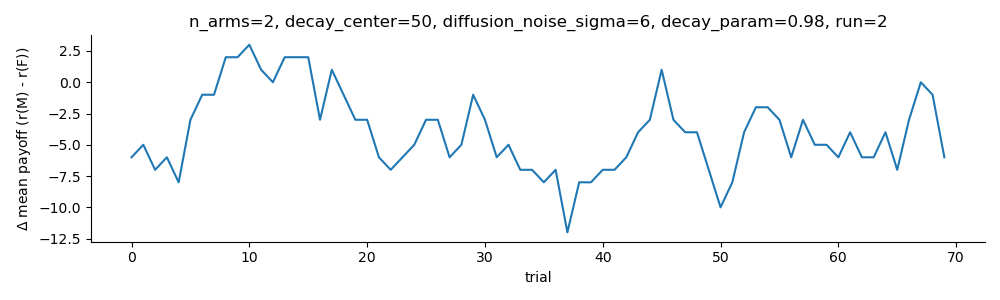 n_arms=2, decay_center=50, diffusion_noise_sigma=6, decay_param=0.98, run=2
Δ mean payoff (r(M) - r(F))
2.5
0.0
−2.5
−5.0
−7.5
−10.0
−12.5
0 10 20 30 40 50 60 70
trial